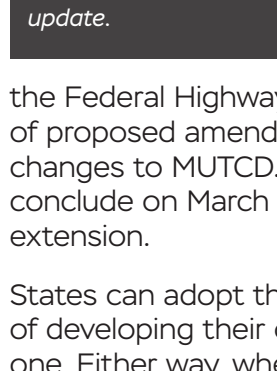 update.
the Federal Highway
of proposed amend
changes to MUTCD.
conclude on March
extension.
States can adopt th
of developing their
one. Either way, whe